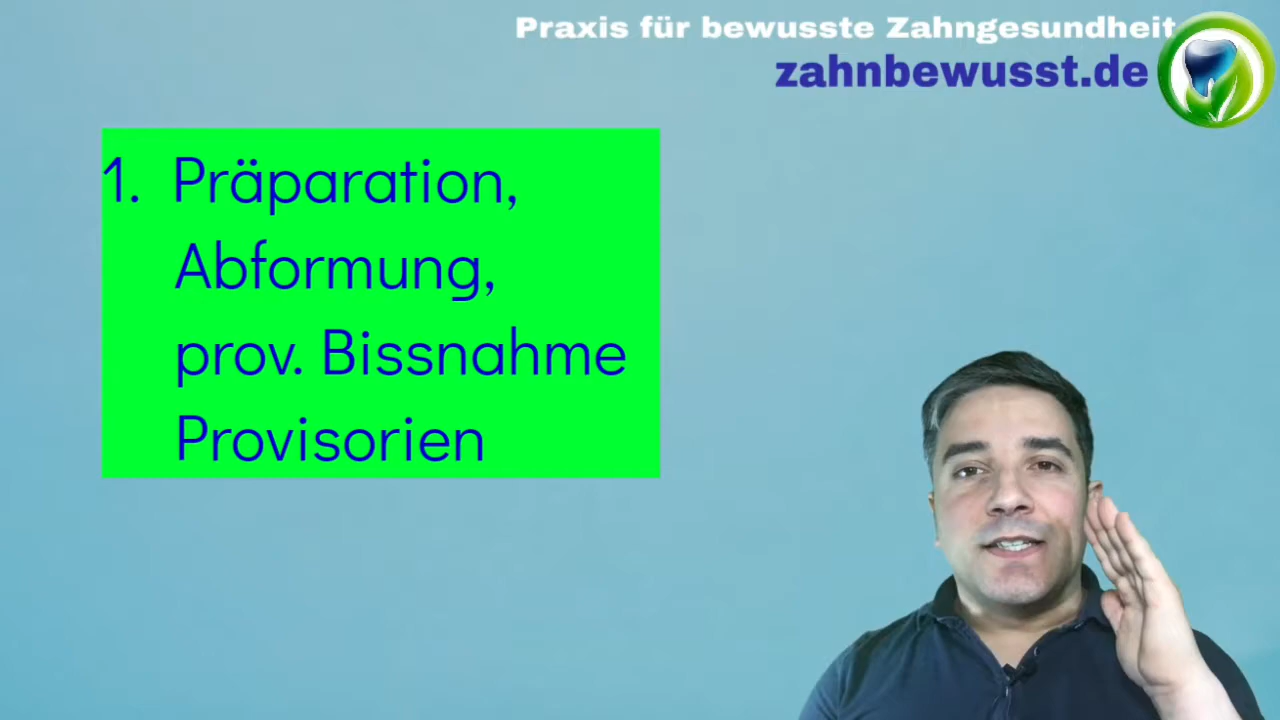 Praxis für bewusste Zahngesundheit
zahnbewusst.de
1. Präparation,
Abformung,
prov. Bissnahme
Provisorien